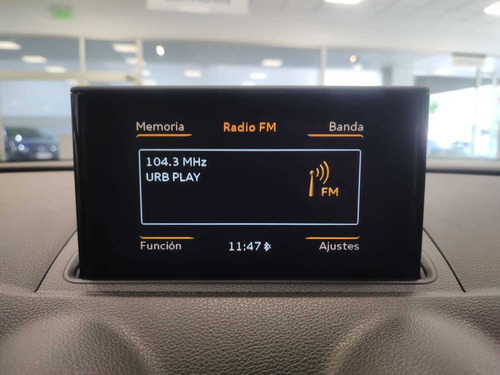 Memoria Radio FM Banda
104.3 MHz
URB PLAY
FM
Función 11:47 Ajustes